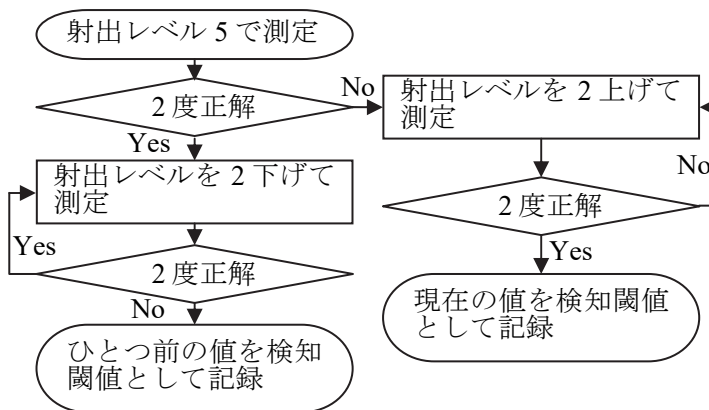 射出レベル 5 で測定
2 度正解
Yes
No
射出レベルを 2 下げて
測定
2 度正解
Yes
No
ひとつ前の値を検知
閾値として記録
射出レベルを 2 上げて
測定
2 度正解
No
Yes
現在の値を検知閾値
として記録